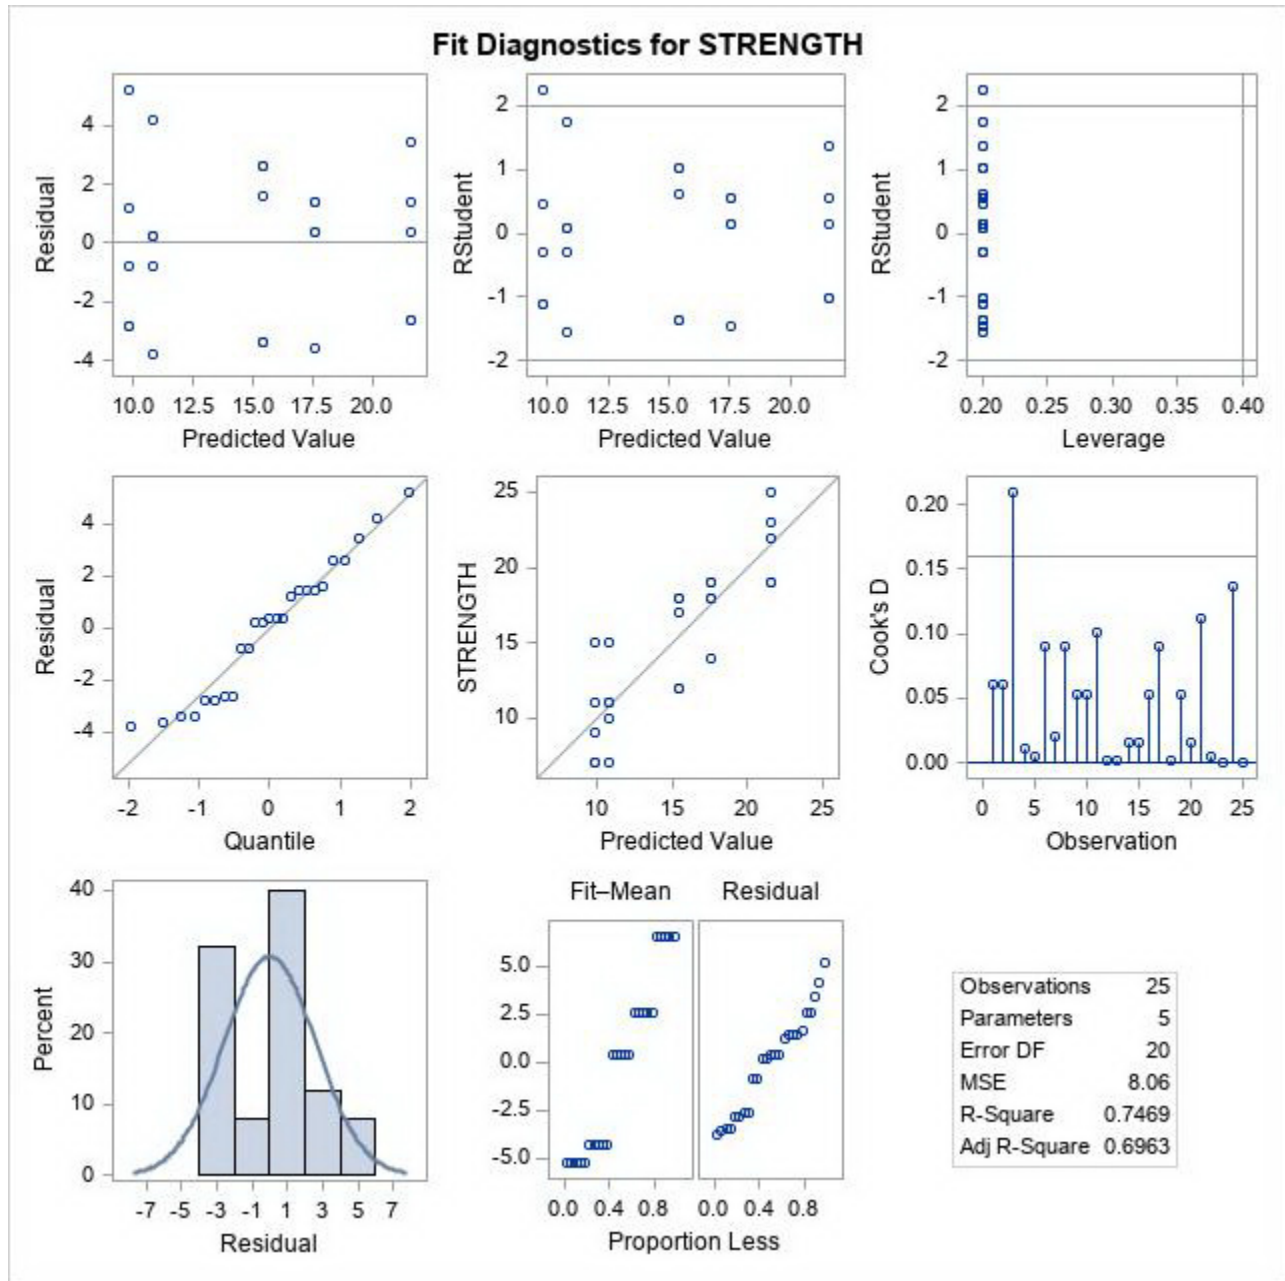 Fit Diagnostics for STRENGTH
4
2
0
-2
-4
Residual
10.0 12.5 15.0 17.5 20.0
Predicted Value
2
1
0
-1
-2
RStudent
10.0 12.5 15.0 17.5 20.0
Predicted Value
2
1
0
-1
-2
RStudent
0.20 0.25 0.30 0.35 0.40
Leverage
4
2
0
-2
-4
Residual
-2 -1 0 1 2
Quantile
25
20
15
10
STRENGTH
10 15 20 25
Predicted Value
0.20
0.15
0.10
0.05
0.00
Cook's D
0 5 10 15 20 25
Observation
40
30
20
10
0
Percent
-7 -5 -3 -1 1 3 5 7
Residual
Fit–Mean Residual
5.0
2.5
0.0
-2.5
-5.0
0.0 0.4 0.8 0.0 0.4 0.8
Proportion Less
Observations 25
Parameters 5
Error DF 20
MSE 8.06
R-Square 0.7469
Adj R-Square 0.6963